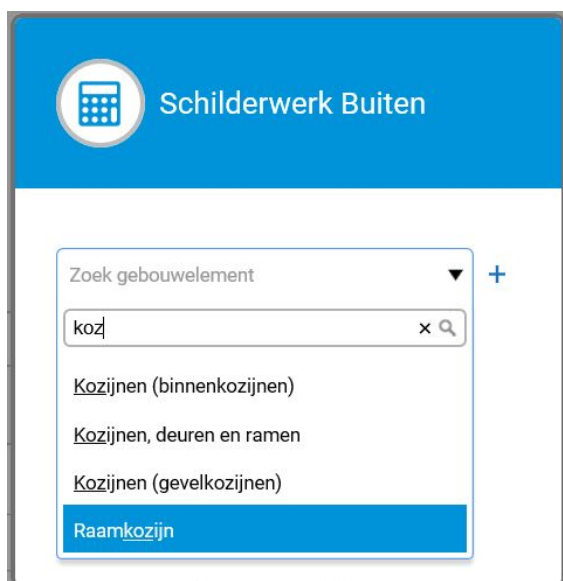 Schilderwerk Buiten
Zoek gebouwelement
koz
Kozijnen (binnenkozijnen)
Kozijnen, deuren en ramen
Kozijnen (gevelkozijnen)
Raamkozijn